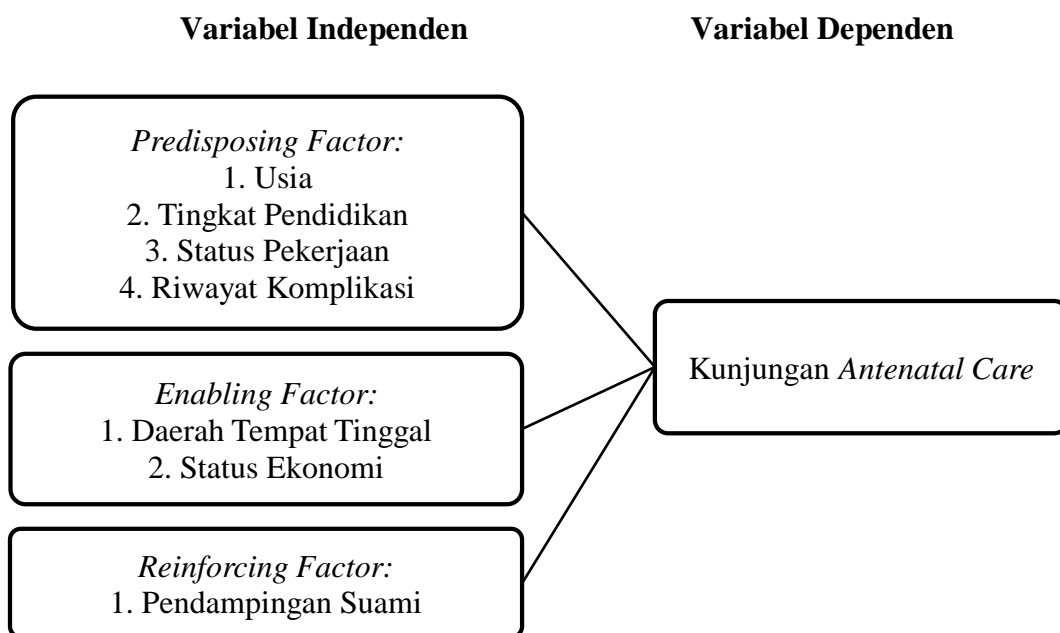 Variabel Independen
Variabel Dependen
Predisposing Factor:
1. Usia
2. Tingkat Pendidikan
3. Status Pekerjaan
4. Riwayat Komplikasi
Enabling Factor:
1. Daerah Tempat Tinggal
2. Status Ekonomi
Reinforcing Factor:
1. Pendampingan Suami
Kunjungan Antenatal Care